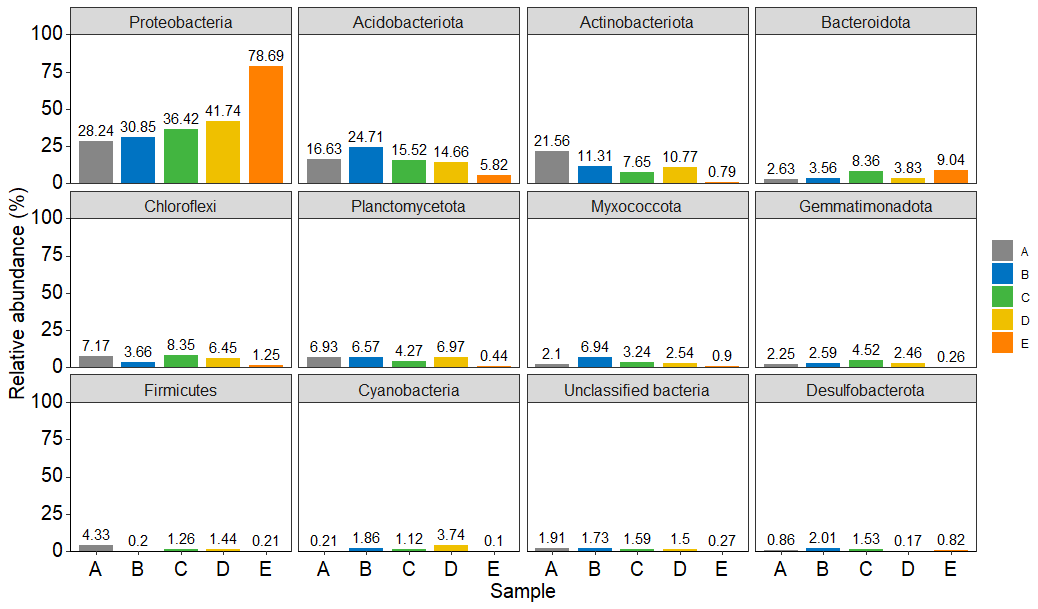 Proteobacteria Acidobacteriota Actinobacteriota Bacteroidota
100
75
50
25
0
28.24 30.85 36.42 41.74 78.69
16.63 24.71 15.52 14.66 5.82
21.56 11.31 7.65 10.77 0.79
2.63 3.56 8.36 3.83 9.04
Chloroflexi Planctomycetota Myxococcota Gemmatimonadota
100
75
50
25
0
7.17 3.66 8.35 6.45 1.25
6.93 6.57 4.27 6.97 0.44
2.1 6.94 3.24 2.54 0.9
2.25 2.59 4.52 2.46 0.26
Firmicutes Cyanobacteria Unclassified bacteria Desulfobacterota
100
75
50
25
0
4.33 0.2 1.26 1.44 0.21
0.21 1.86 1.12 3.74 0.1
1.91 1.73 1.59 1.5 0.27
0.86 2.01 1.53 0.17 0.82
A B C D E A B C D E A B C D E A B C D E
Sample
Relative abundance (%)
A
B
C
D
E